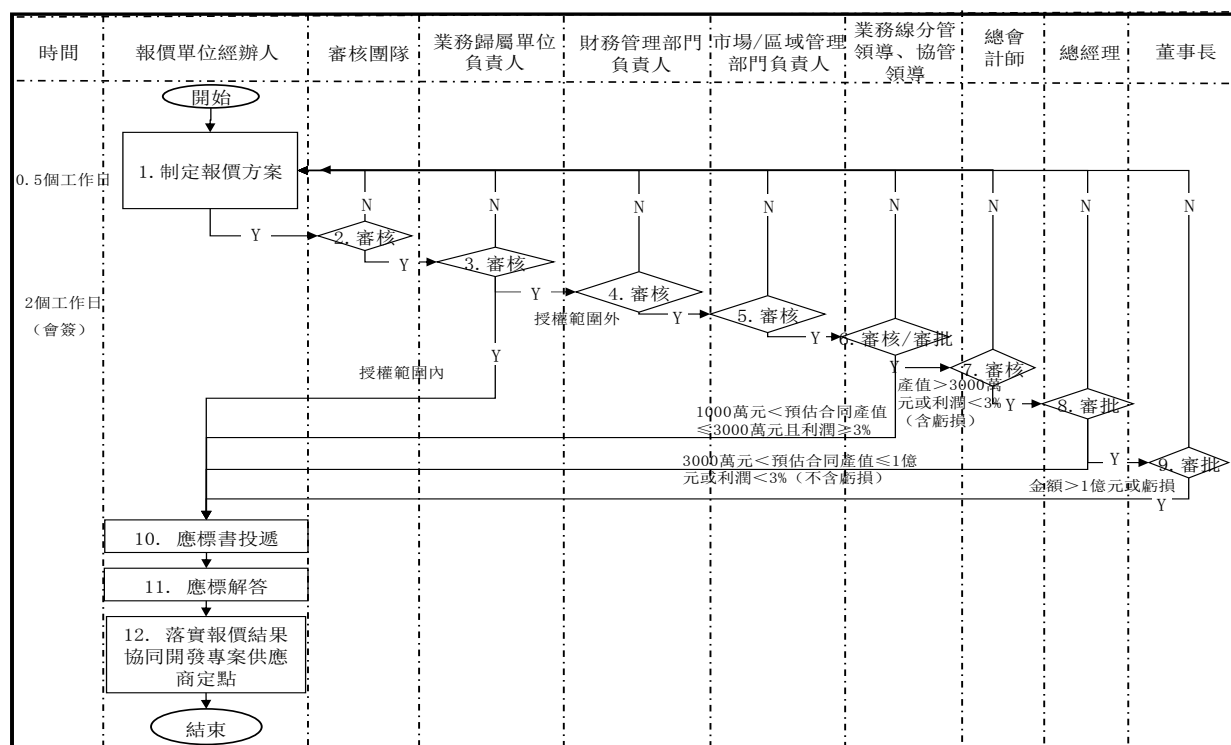 時間
報價單位經辦人
審核團隊
業務歸屬單位
負責人
財務管理部門
負責人
市場/區域管理
部門負責人
業務線分管
領導、協管
領導
總會
計師
總經理
董事長
開始
0.5個工作日
1.制定報價方案
N
N
N
N
N
N
N
N
Y
2.審核
Y
3.審核
2個工作日
(會簽)
Y
4.審核
授權範圍外
Y
5.審核
Y
6.審核/審批
Y
授權範圍內
Y
7.審核
產值>3000萬
元或利潤<3%
(含虧損)
Y
8.審批
1000萬元<預估合同產值
≤3000萬元且利潤≥3%
3000萬元<預估合同產值≤1億
元或利潤<3%(不含虧損)
Y
9.審批
金額>1億元或虧損
Y
10. 應標書投遞
11. 應標解答
12. 落實報價結果
協同開發專案供應
商定點
結束